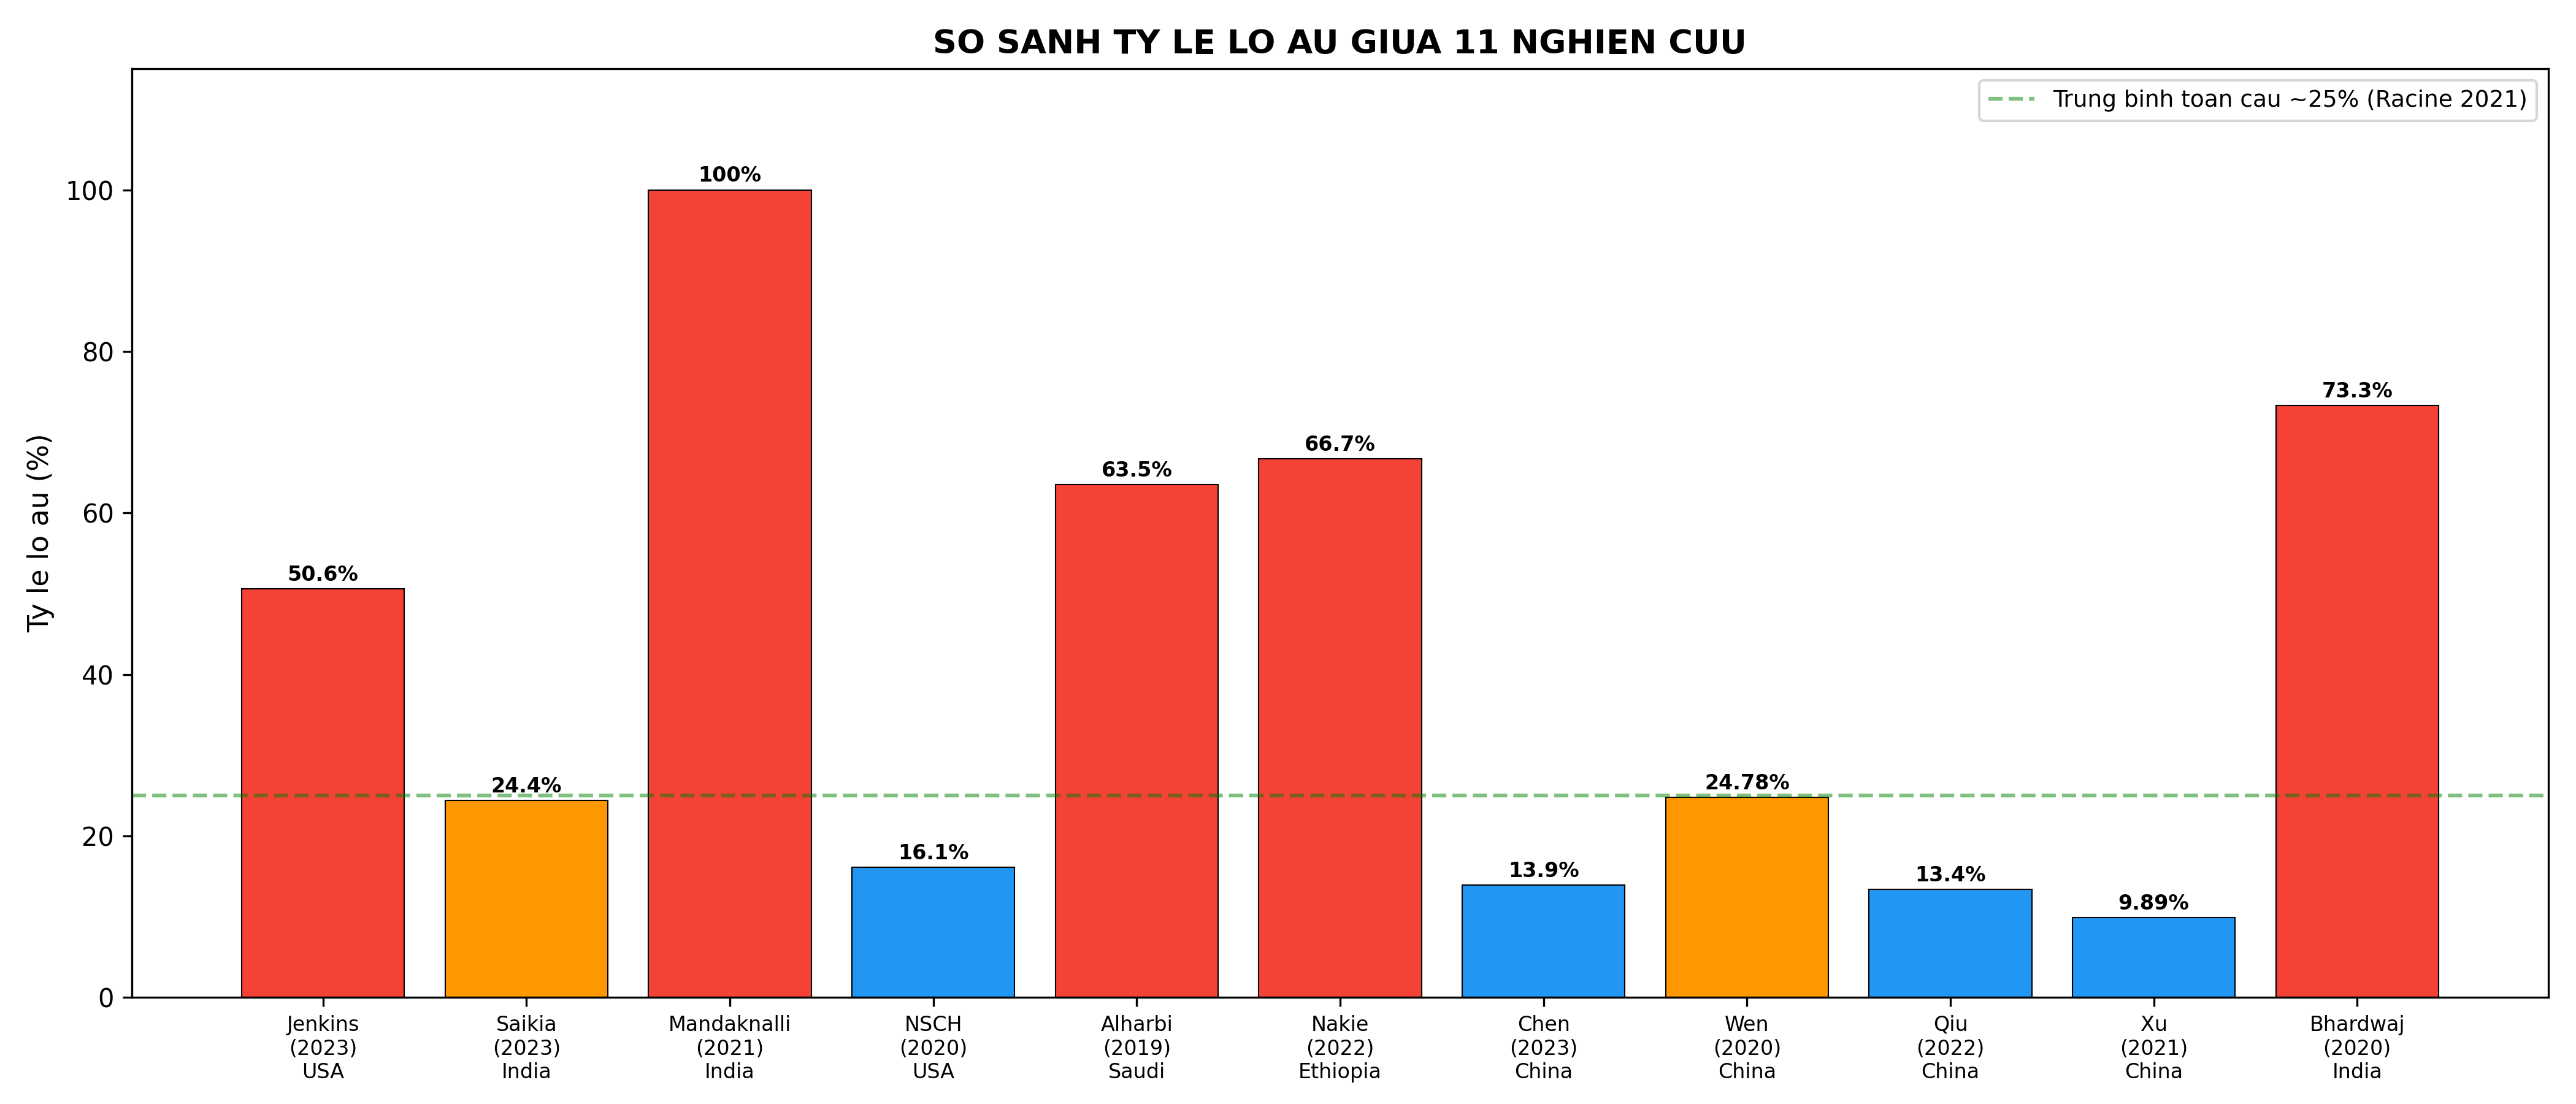 SO SANH TY LE LO AU GIUA 11 NGHIEN CUU
Trung binh toan cau ~25% (Racine 2021)
Ty le lo au (%)
100
80
60
40
20
0
50.6%
24.4%
100%
16.1%
63.5%
66.7%
13.9%
24.78%
13.4%
9.89%
73.3%
Jenkins
(2023)
USA
Saikia
(2023)
India
Mandaknalli
(2021)
India
NSCH
(2020)
USA
Alharbi
(2019)
Saudi
Nakie
(2022)
Ethiopia
Chen
(2023)
China
Wen
(2020)
China
Qiu
(2022)
China
Xu
(2021)
China
Bhardwaj
(2020)
India